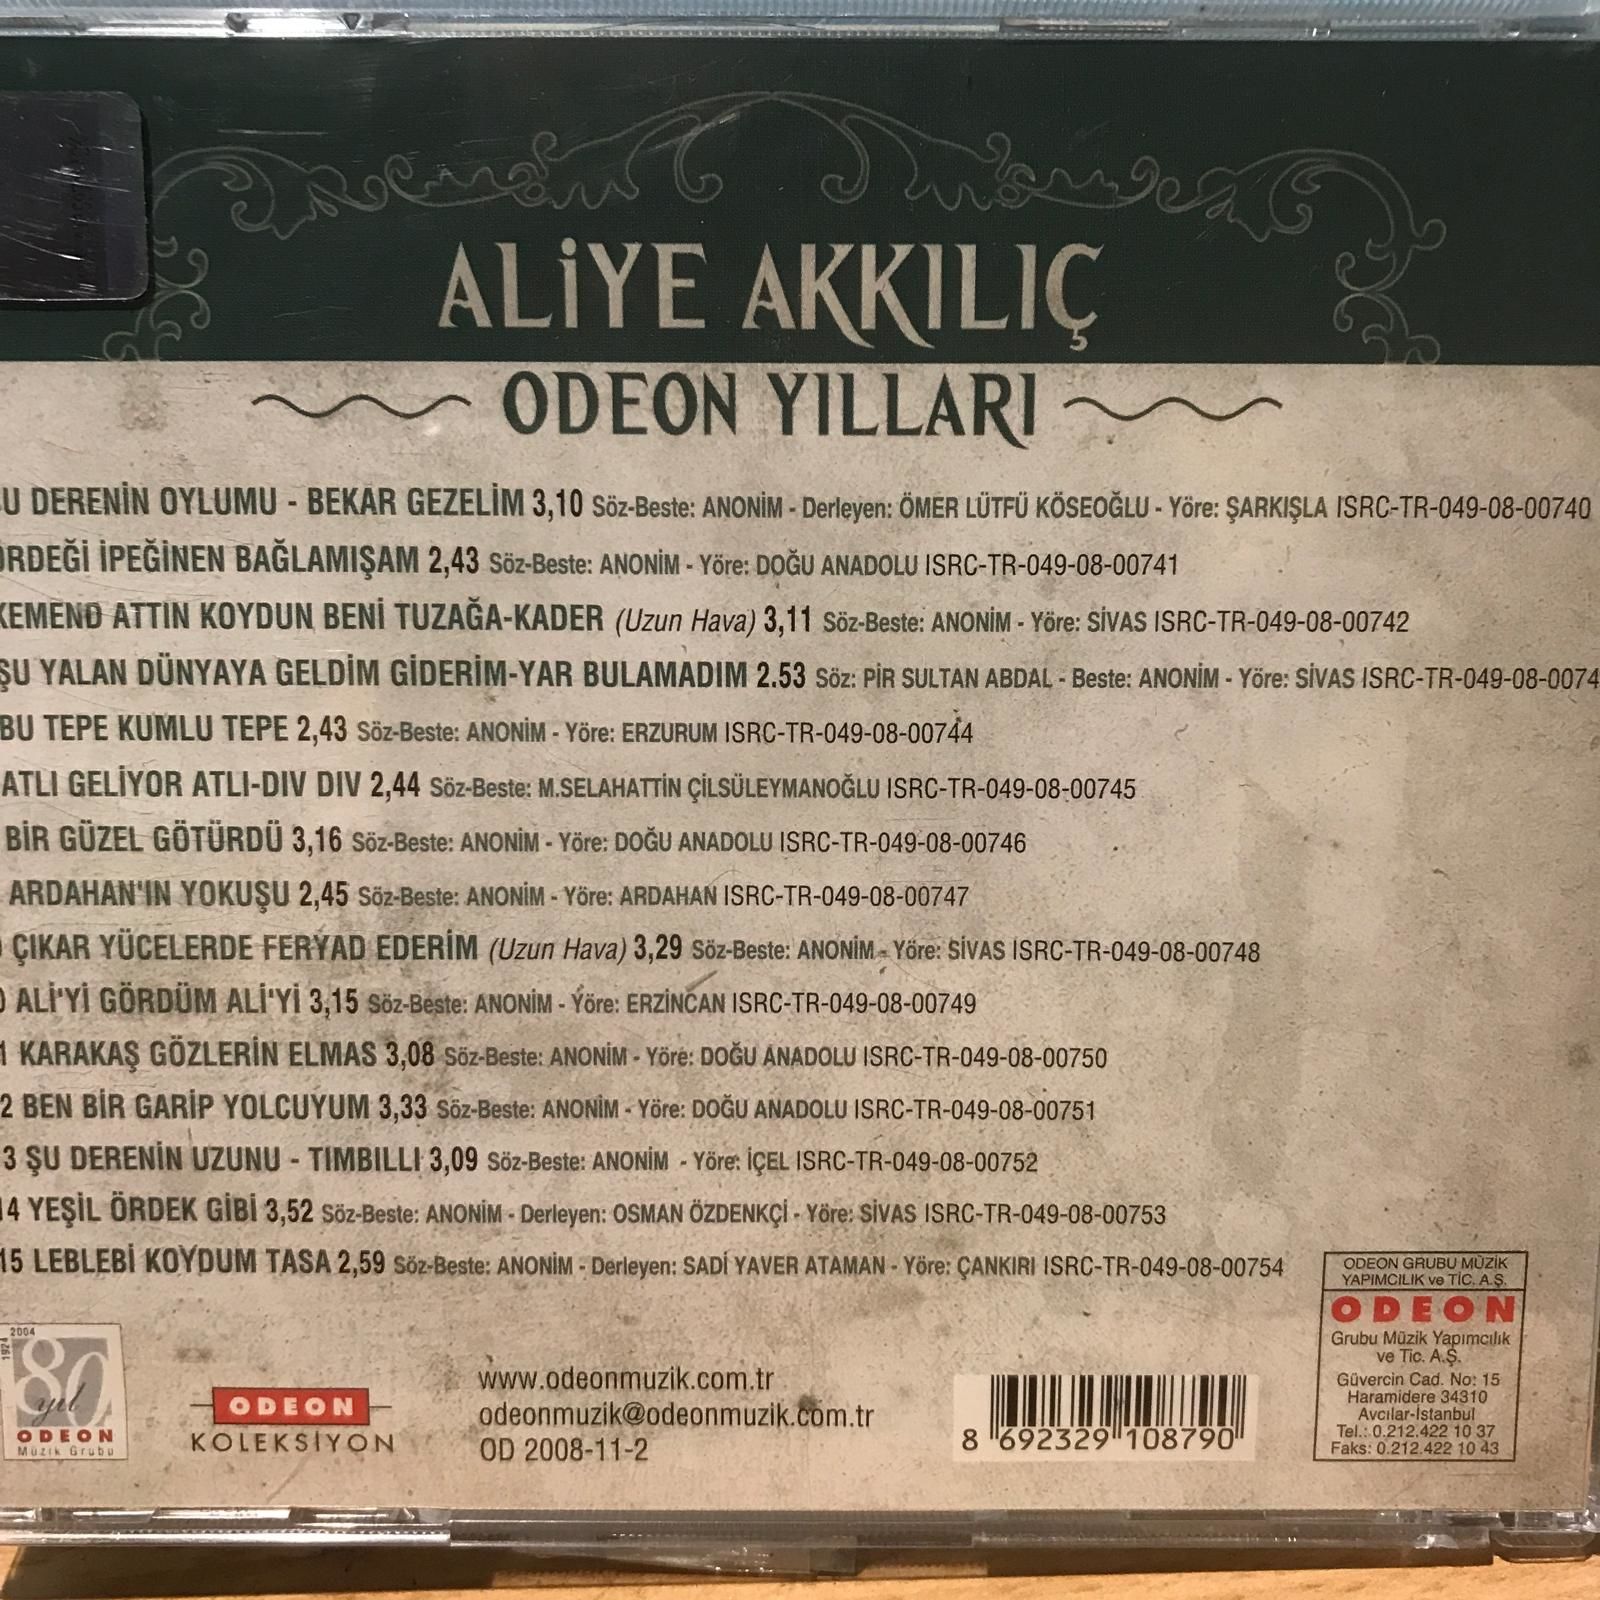 ALİYE AKKILIÇ
ODEON YILLARI
DERENİN OYLUMU - BEKAR GEZELİM 3,10 Söz-Beste: ANONİM - Derleyen: ÖMER LÜTFÜ KÖSEOĞLU - Yöre: ŞARKIŞLA ISRC-TR-049-08-00740
ÖRDEĞİ İPEĞİNEN BAĞLAMIŞAM 2,43 Söz-Beste: ANONİM - Yöre: DOĞU ANADOLU ISRC-TR-049-08-00741
KEMEND ATTIN KOYDUN BENİ TUZAĞA-KADER (Uzun Hava) 3,11 Söz-Beste: ANONİM - Yöre: SİVAS ISRC-TR-049-08-00742
ŞU YALAN DÜNYAYA GELDİM GİDERİM-YAR BULAMADIM 2.53 Söz: PİR SULTAN ABDAL - Beste: ANONİM - Yöre: SİVAS ISRC-TR-049-08-0074
BU TEPE KUMLU TEPE 2,43 Söz-Beste: ANONİM - Yöre: ERZURUM ISRC-TR-049-08-00744
ATLI GELİYOR ATLI-DIV DIV 2,44 Söz-Beste: M.SELAHATTİN ÇİLSÜLEYMANOĞLU ISRC-TR-049-08-00745
BİR GÜZEL GÖTÜRDÜ 3,16 Söz-Beste: ANONİM - Yöre: DOĞU ANADOLU ISRC-TR-049-08-00746
ARDAHAN'IN YOKUŞU 2,45 Söz-Beste: ANONİM - Yöre: ARDAHAN ISRC-TR-049-08-00747
ÇIKAR YÜCELERDE FERYAD EDERİM (Uzun Hava) 3,29 Söz-Beste: ANONİM - Yöre: SİVAS ISRC-TR-049-08-00748
0 ALİ'Yİ GÖRDÜM ALİ'Yİ 3,15 Söz-Beste: ANONİM - Yöre: ERZİNCAN ISRC-TR-049-08-00749
1 KARAKAŞ GÖZLERİN ELMAS 3,08 Söz-Beste: ANONİM - Yöre: DOĞU ANADOLU ISRC-TR-049-08-00750
2 BEN BİR GARİP YOLCUYUM 3,33 Söz-Beste: ANONİM - Yöre: DOĞU ANADOLU ISRC-TR-049-08-00751
3 ŞU DERENİN UZUNU - TIMBILLI 3,09 Söz-Beste: ANONİM - Yöre: İÇEL ISRC-TR-049-08-00752
14 YEŞİL ÖRDEK GİBİ 3,52 Söz-Beste: ANONİM - Derleyen: OSMAN ÖZDENKÇİ - Yöre: SİVAS ISRC-TR-049-08-00753
15 LEBLEBİ KOYDUM TASA 2,59 Söz-Beste: ANONİM - Derleyen: SADİ YAVER ATAMAN - Yöre: ÇANKIRI ISRC-TR-049-08-00754
1924 2004
80
yıl
ODEON
Müzik Grubu
ODEON
KOLEKSİYON
www.odeonmuzik.com.tr
odeonmuzik@odeonmuzik.com.tr
OD 2008-11-2
8 692329 108790
ODEON GRUBU MÜZİK
YAPIMCILIK ve TİC. A.Ş.
ODEON
Grubu Müzik Yapımcılık
ve Tic. A.Ş.
Güvercin Cad. No: 15
Haramidere 34310
Avcılar-İstanbul
Tel.: 0.212.422 10 37
Faks: 0.212.422 10 43